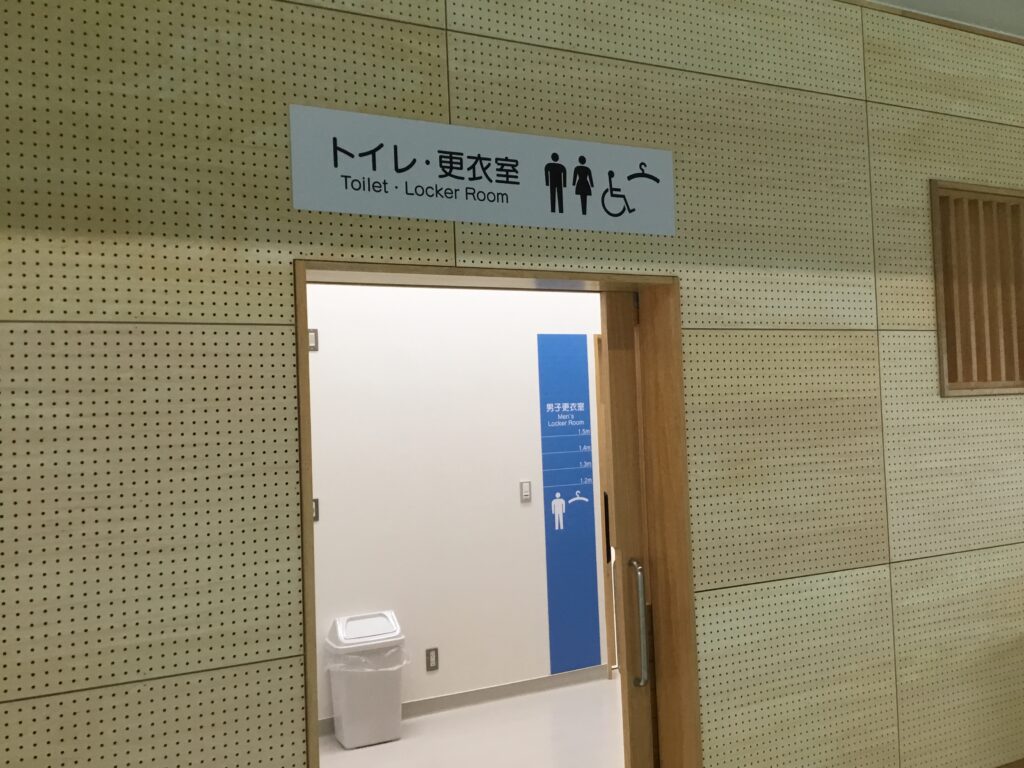 トイレ・更衣室
Toilet・Locker Room
男子更衣室
Men's
Locker Room
1.5m
1.4m
1.3m
1.2m